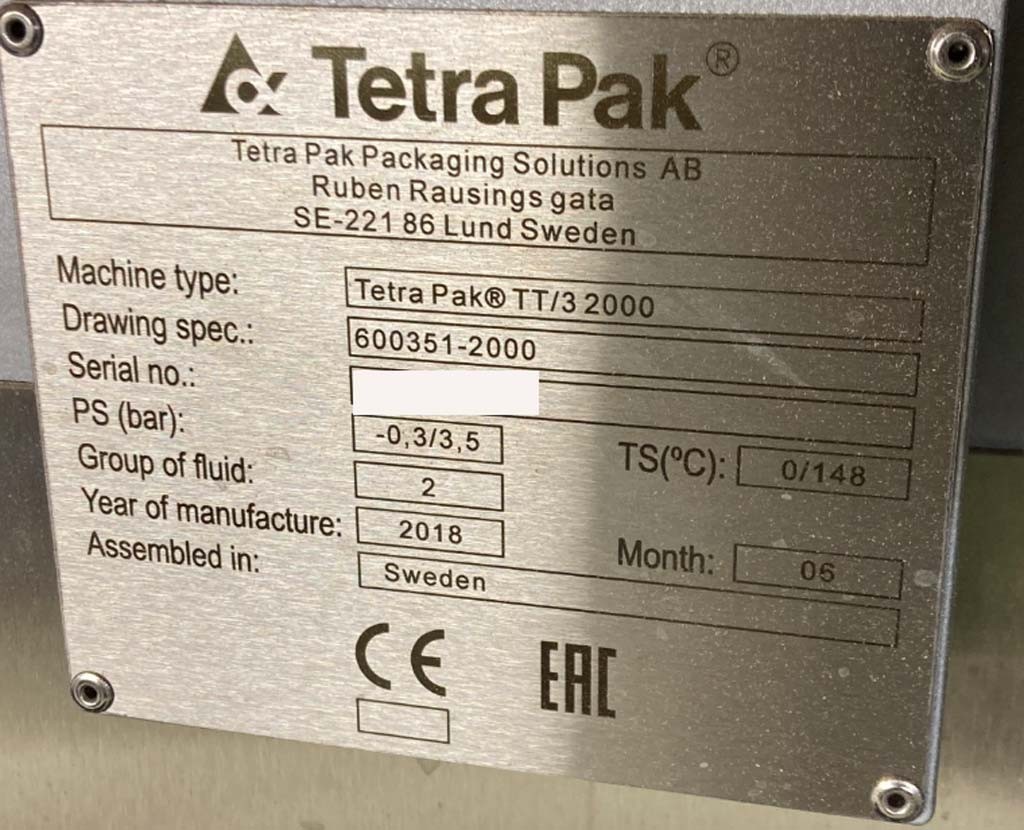 Tetra Pak®
Tetra Pak Packaging Solutions AB
Ruben Rausings gata
SE-221 86 Lund Sweden
Machine type: Tetra Pak® TT/3 2000
Drawing spec.: 600351-2000
Serial no.:
PS (bar): -0,3/3,5 TS(ºC): 0/148
Group of fluid: 2
Year of manufacture: 2018 Month: 06
Assembled in: Sweden
CE EAC